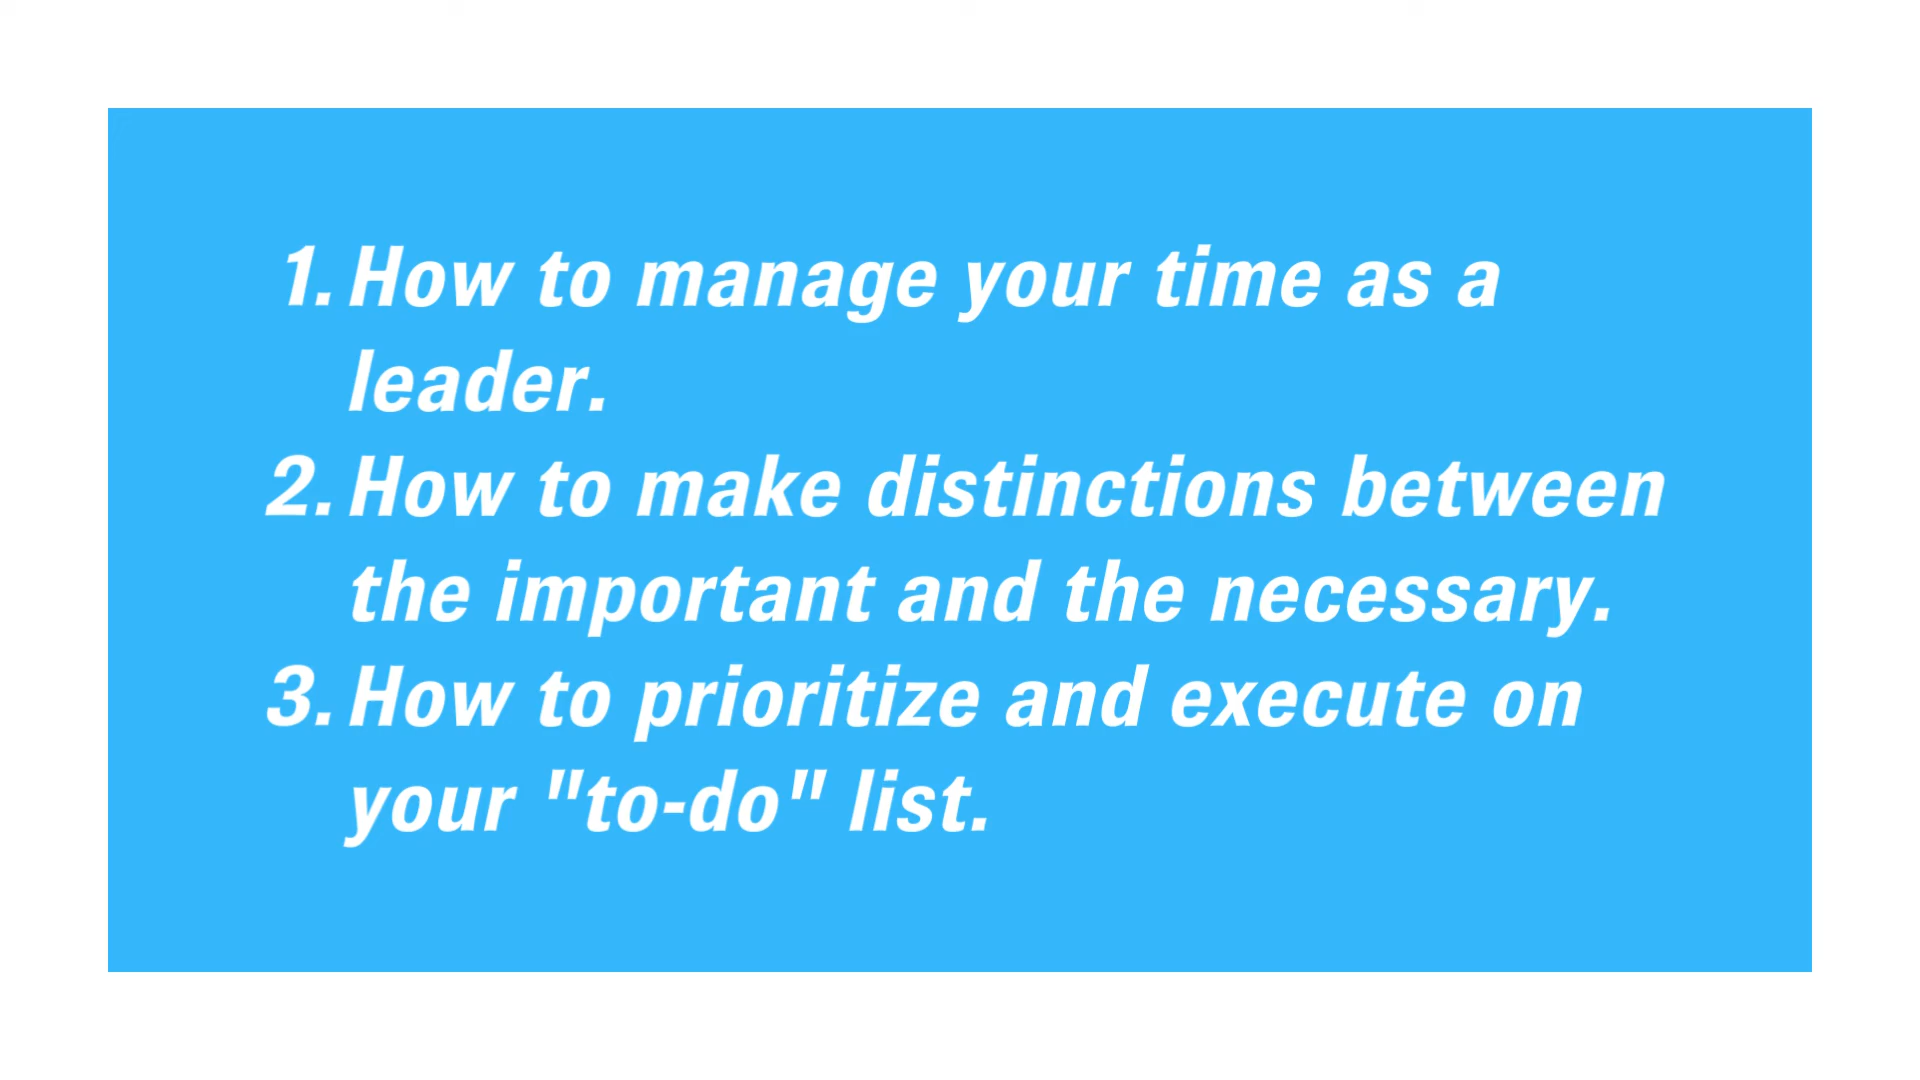 1. How to manage your time as a
leader.
2. How to make distinctions between
the important and the necessary.
3. How to prioritize and execute on
your "to-do" list.